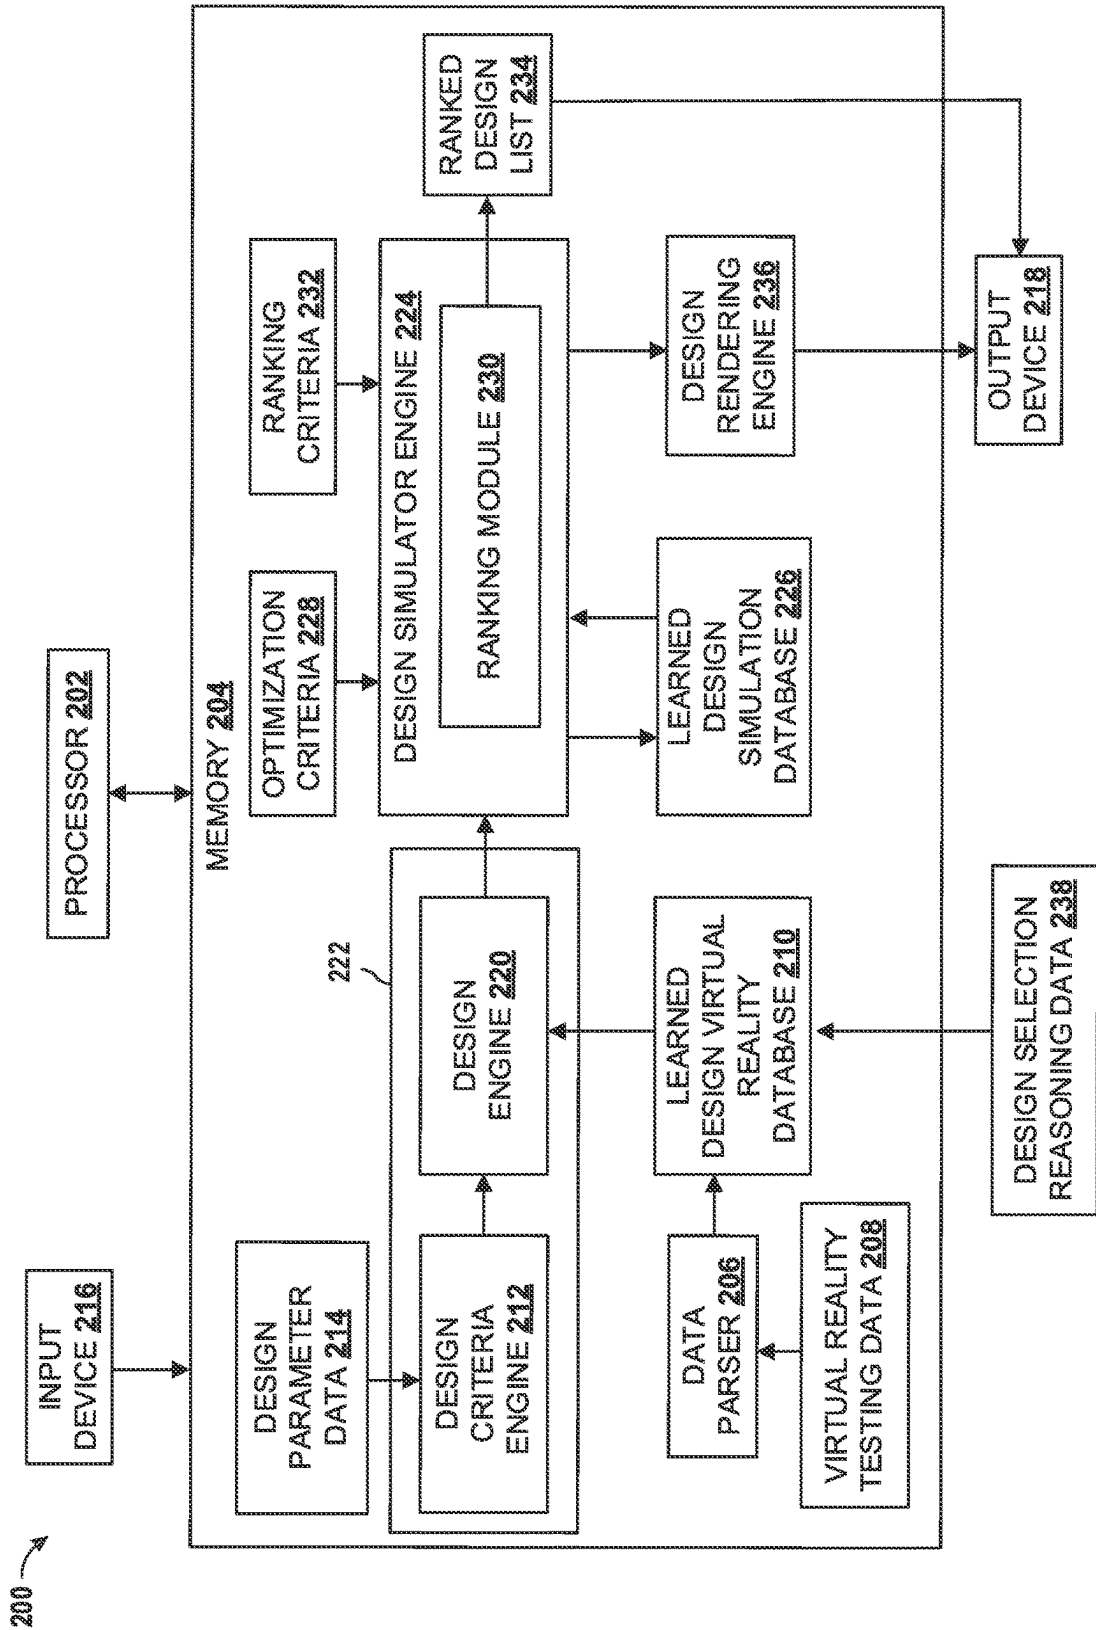 200
INPUT
DEVICE 216
PROCESSOR 202
MEMORY 204
DESIGN
PARAMETER
DATA 214
OPTIMIZATION
CRITERIA 228
RANKING
CRITERIA 232
222
DESIGN
CRITERIA
ENGINE 212
DESIGN
ENGINE 220
DESIGN SIMULATOR ENGINE 224
RANKING MODULE 230
RANKED
DESIGN
LIST 234
DATA
PARSER 206
LEARNED
DESIGN VIRTUAL
REALITY
DATABASE 210
LEARNED
DESIGN
SIMULATION
DATABASE 226
DESIGN
RENDERING
ENGINE 236
VIRTUAL REALITY
TESTING DATA 208
DESIGN SELECTION
REASONING DATA 238
OUTPUT
DEVICE 218